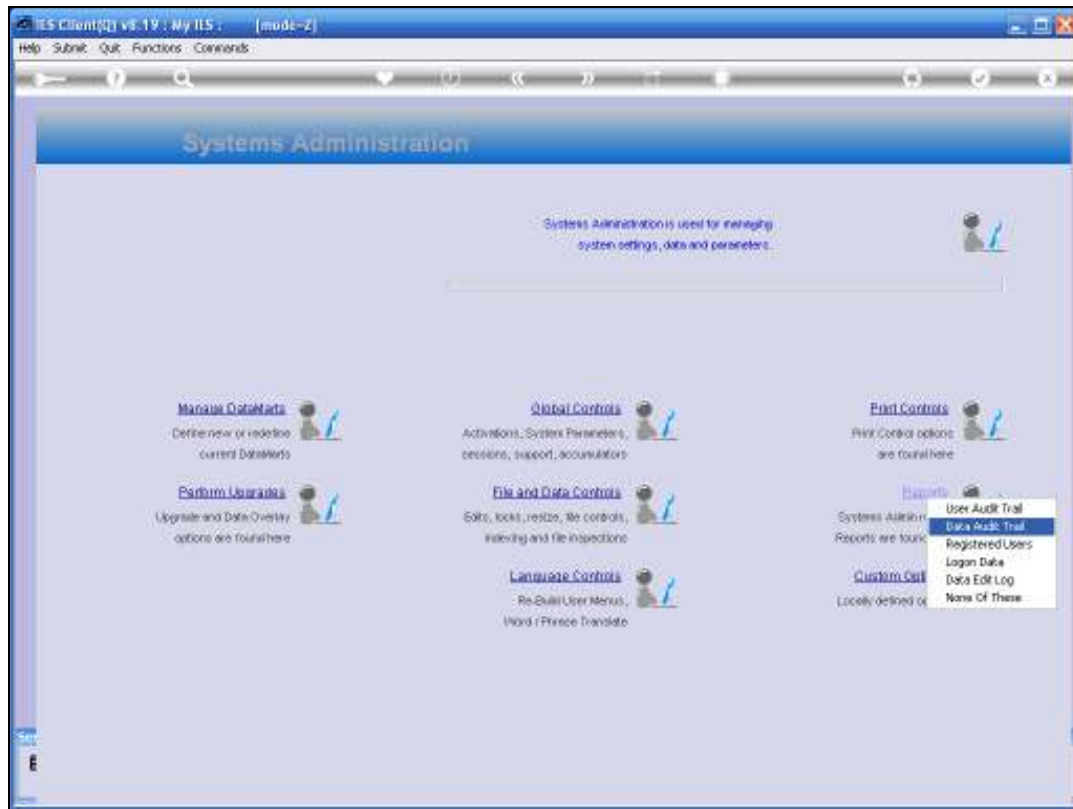 IES Client(Q) v8.19 : My IES : [mode-Z]
Help Submit Quit Functions Commands
Systems Administration
Systems Administration is used for managing
system settings, data and parameters.
Manage DataMarts
Define new or redefine
current DataMarts
Global Controls
Activations, System Parameters,
sessions, support, accumulators
Print Controls
Print Control options
are found here
Perform Upgrades
Upgrade and Data Overlay
options are found here
File and Data Controls
Edits, locks, resize, file controls,
indexing and file inspections
Reports
Systems Admin
Reports are
User Audit Trail
Data Audit Trail
Registered Users
Logon Data
Data Edit Log
None Of These
Language Controls
Re-Build User Menus,
Word / Phrase Translate
Custom
Locally defined